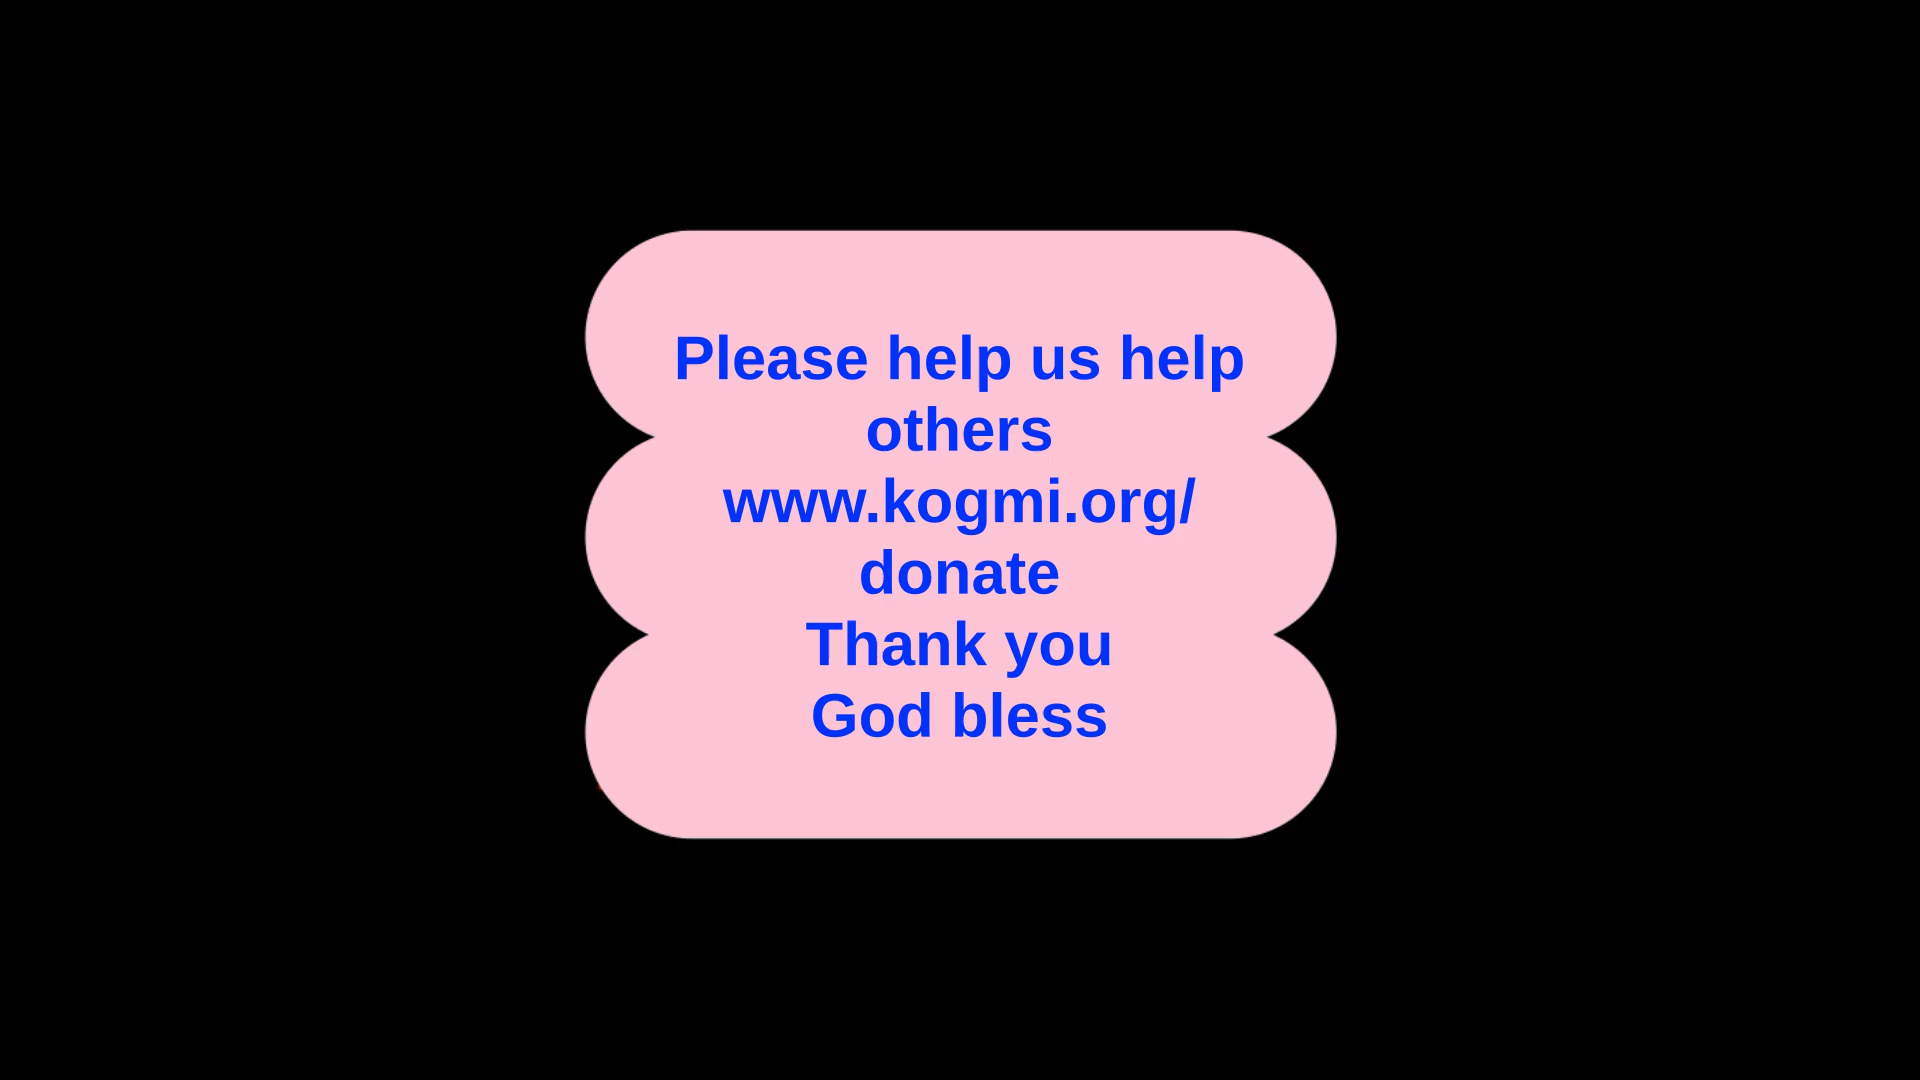 Please help us help
others
www.kogmi.org/
donate
Thank you
God bless